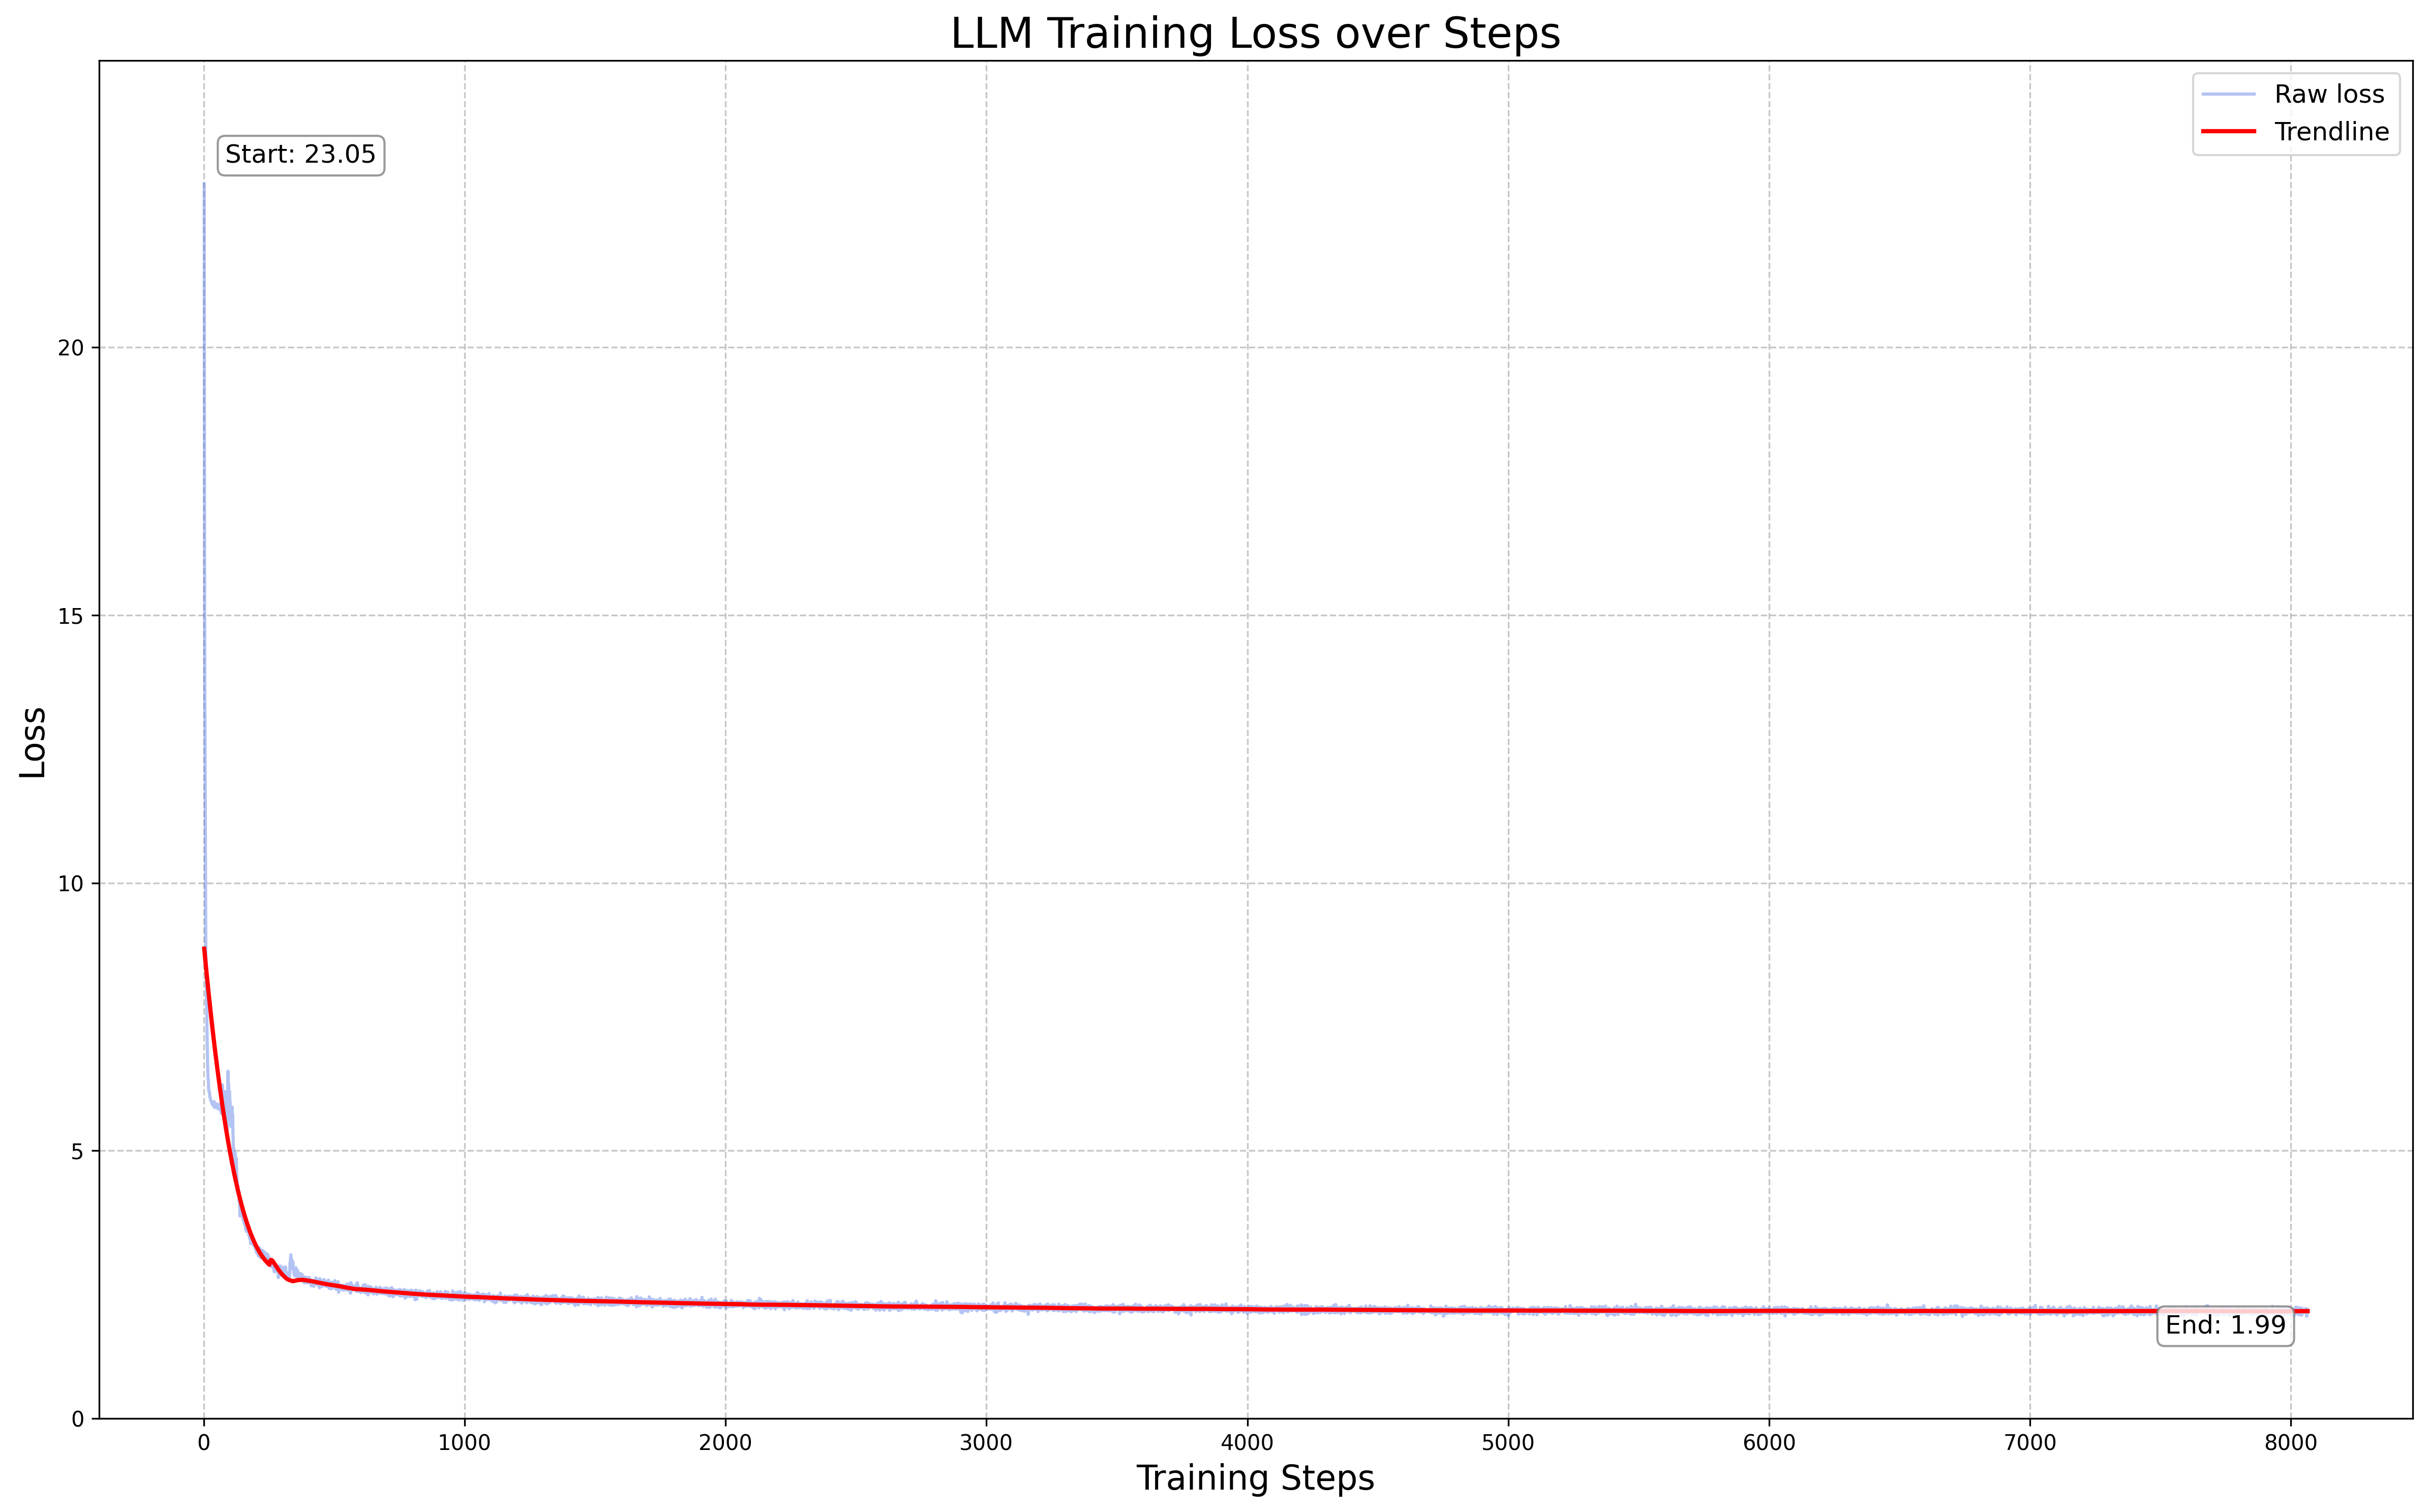 LLM Training Loss over Steps
Raw loss
Trendline
Start: 23.05
20
15
10
5
0
Loss
End: 1.99
0 1000 2000 3000 4000 5000 6000 7000 8000
Training Steps